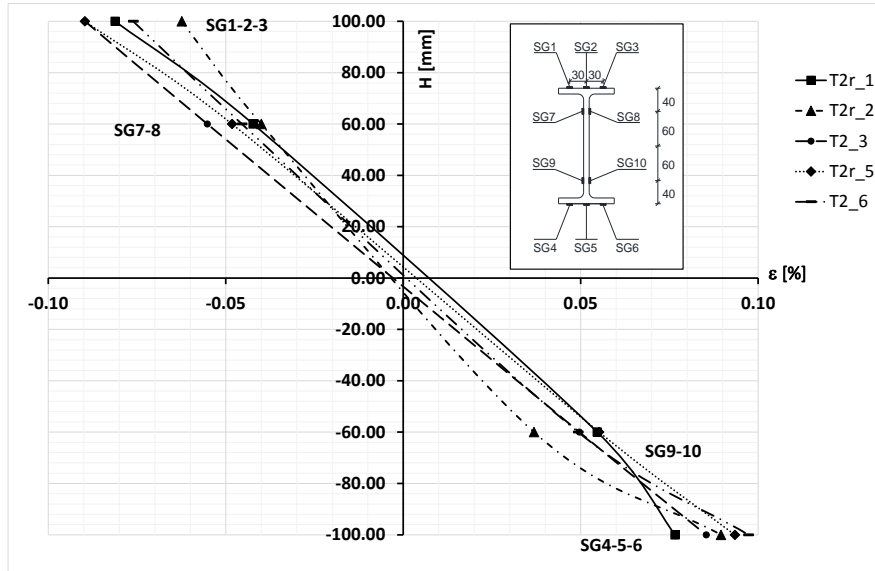 100.00
80.00
60.00
40.00
20.00
0.00
-20.00
-40.00
-60.00
-80.00
-100.00
-0.10
-0.05
0.00
0.05
0.10
H [mm]
ε [%]
SG1-2-3
SG7-8
SG9-10
SG4-5-6
SG1 SG2 SG3
30 30
SG7 SG8
SG9 SG10
SG4 SG5 SG6
40
60
60
40
T2r_1
T2r_2
T2_3
T2r_5
T2_6